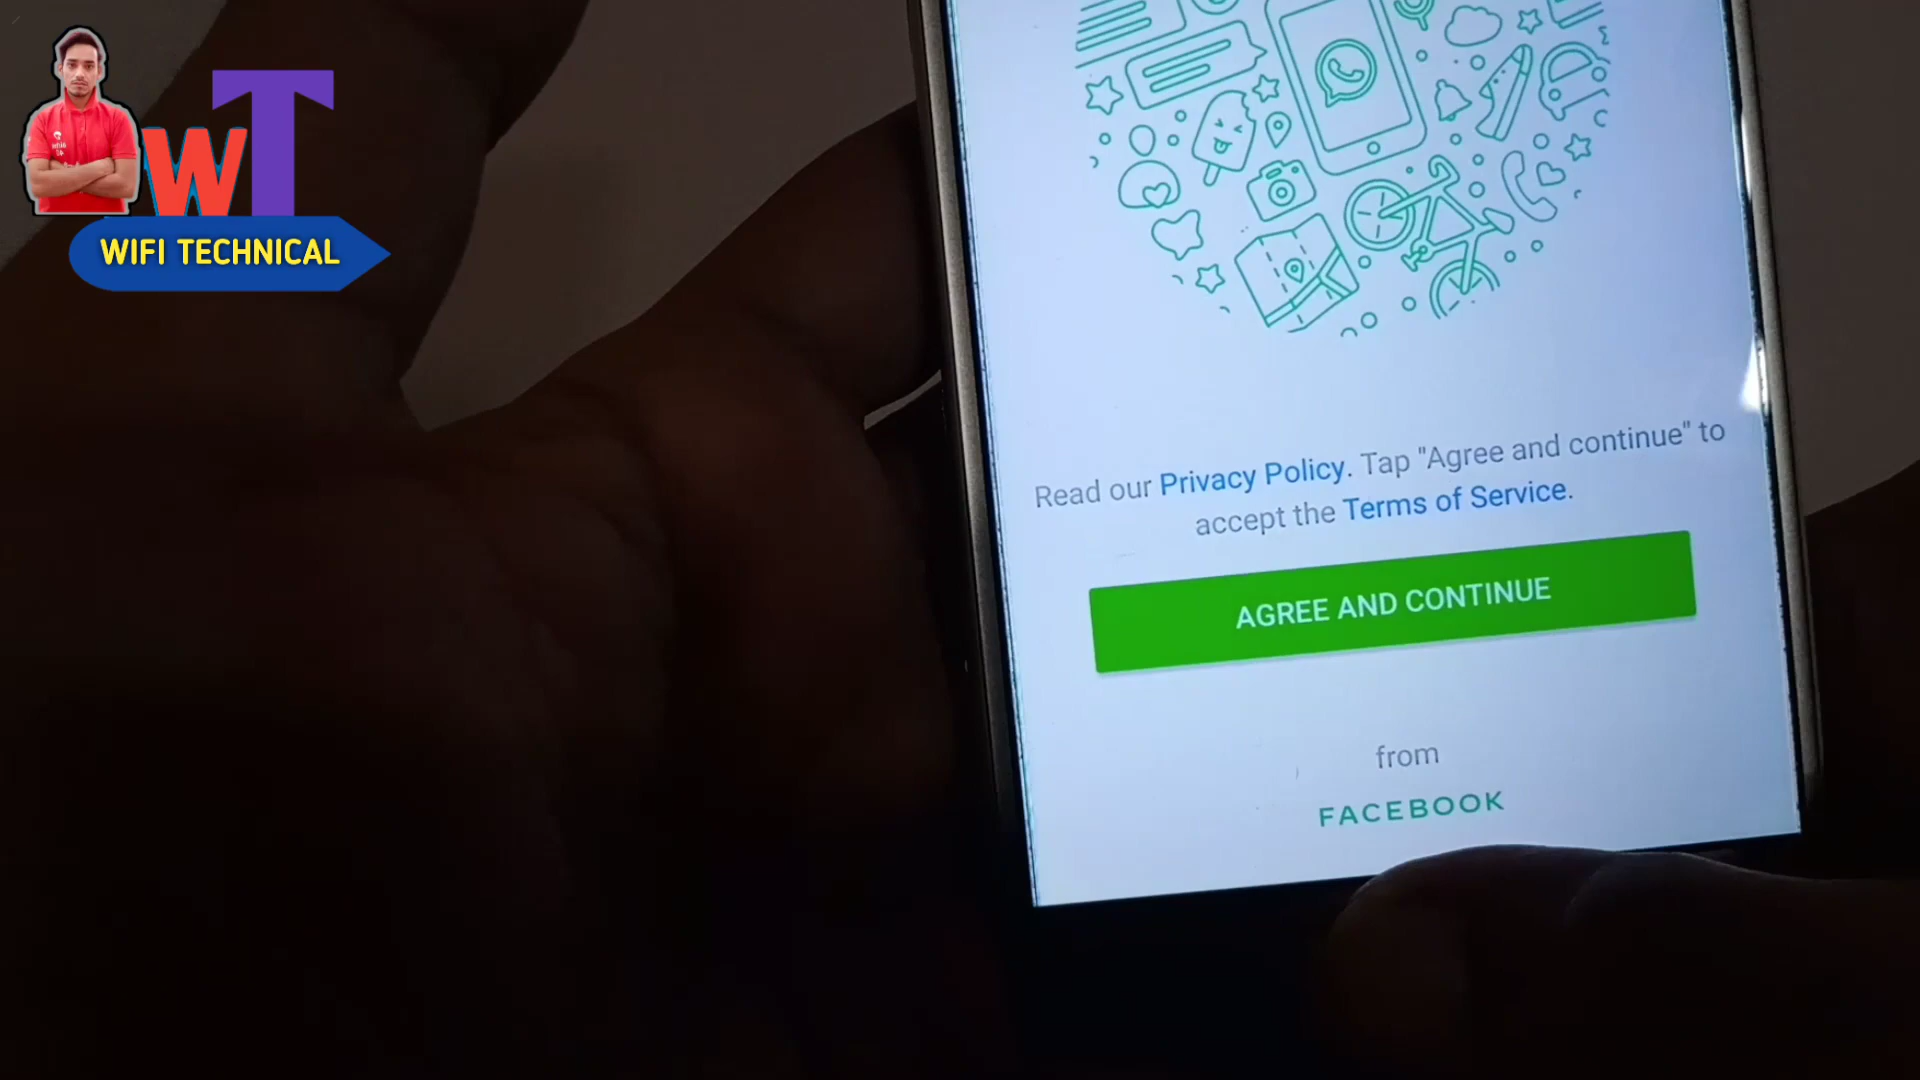 WT
WIFI TECHNICAL
Read our Privacy Policy. Tap "Agree and continue" to
accept the Terms of Service.
AGREE AND CONTINUE
from
FACEBOOK